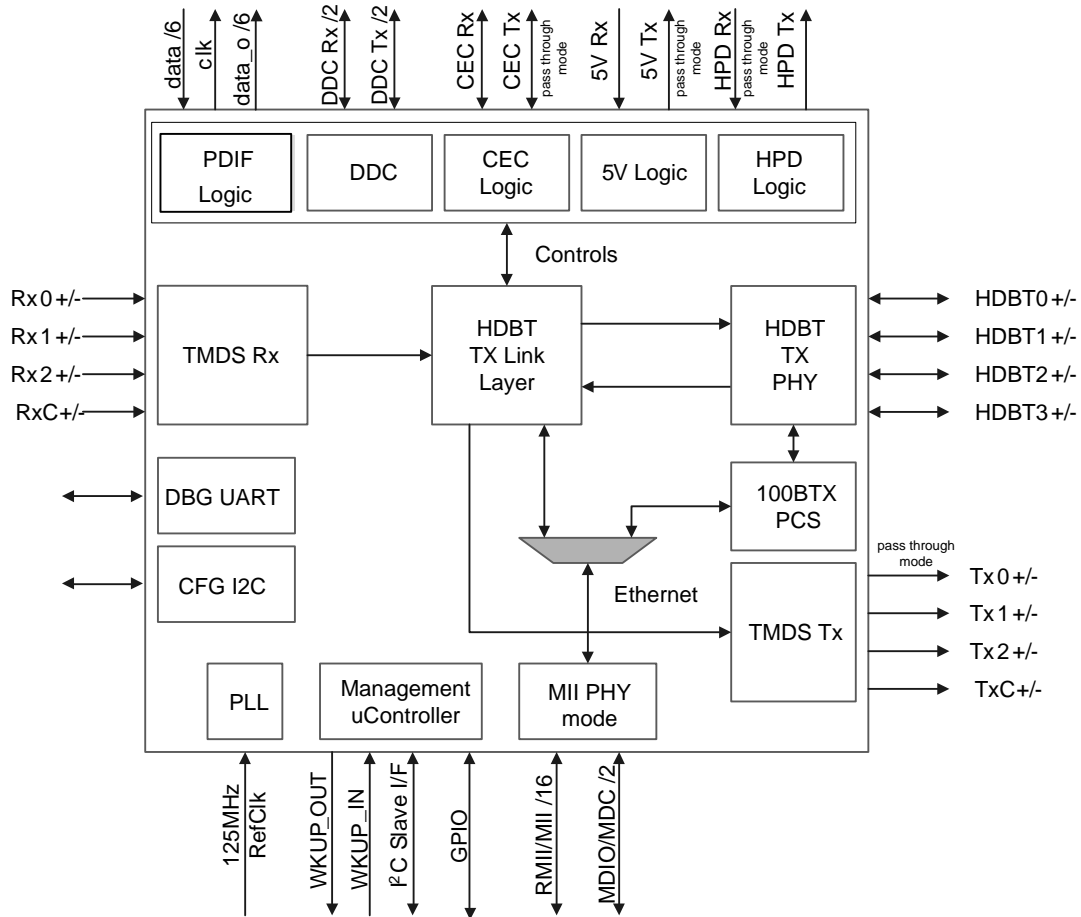 data /6
clk
data_o /6
DDC Rx /2
DDC Tx /2
CEC Rx
CEC Tx
pass through
mode
5V Rx
5V Tx
pass through
mode
HPD Rx
pass through
mode
HPD Tx
PDIF
Logic
DDC
CEC
Logic
5V Logic
HPD
Logic
Controls
Rx0+/-
Rx1+/-
Rx2+/-
RxC+/-
TMDS Rx
HDBT
TX Link
Layer
HDBT
TX
PHY
HDBT0+/-
HDBT1+/-
HDBT2+/-
HDBT3+/-
DBG UART
100BTX
PCS
CFG I2C
Ethernet
TMDS Tx
pass through
mode
Tx0+/-
Tx1+/-
Tx2+/-
TxC+/-
PLL
Management
uController
MII PHY
mode
125MHz
RefClk
WKUP_OUT
WKUP_IN
I²C Slave I/F
GPIO
RMII/MII /16
MDIO/MDC /2